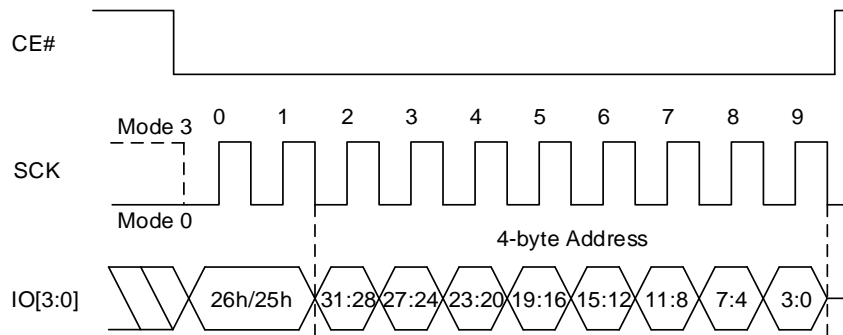 CE#
0 1 2 3 4 5 6 7 8 9
Mode 3
SCK
Mode 0
4-byte Address
IO[3:0] 26h/25h 31:28 27:24 23:20 19:16 15:12 11:8 7:4 3:0